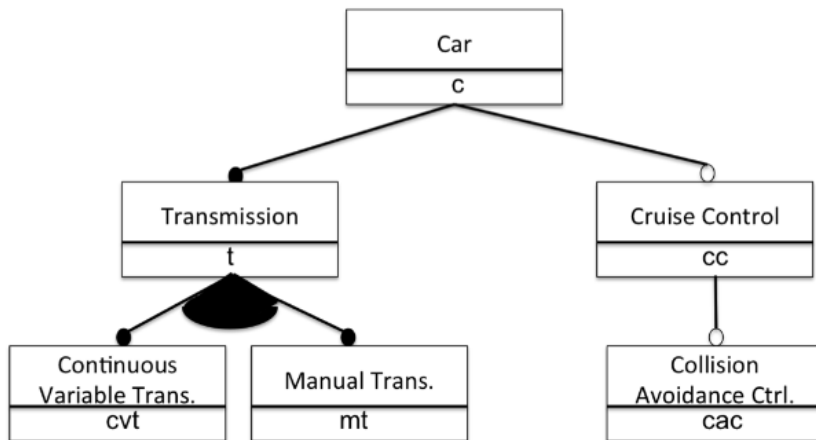 Car
c
Transmission
t
Cruise Control
cc
Continuous
Variable Trans.
cvt
Manual Trans.
mt
Collision
Avoidance Ctrl.
cac